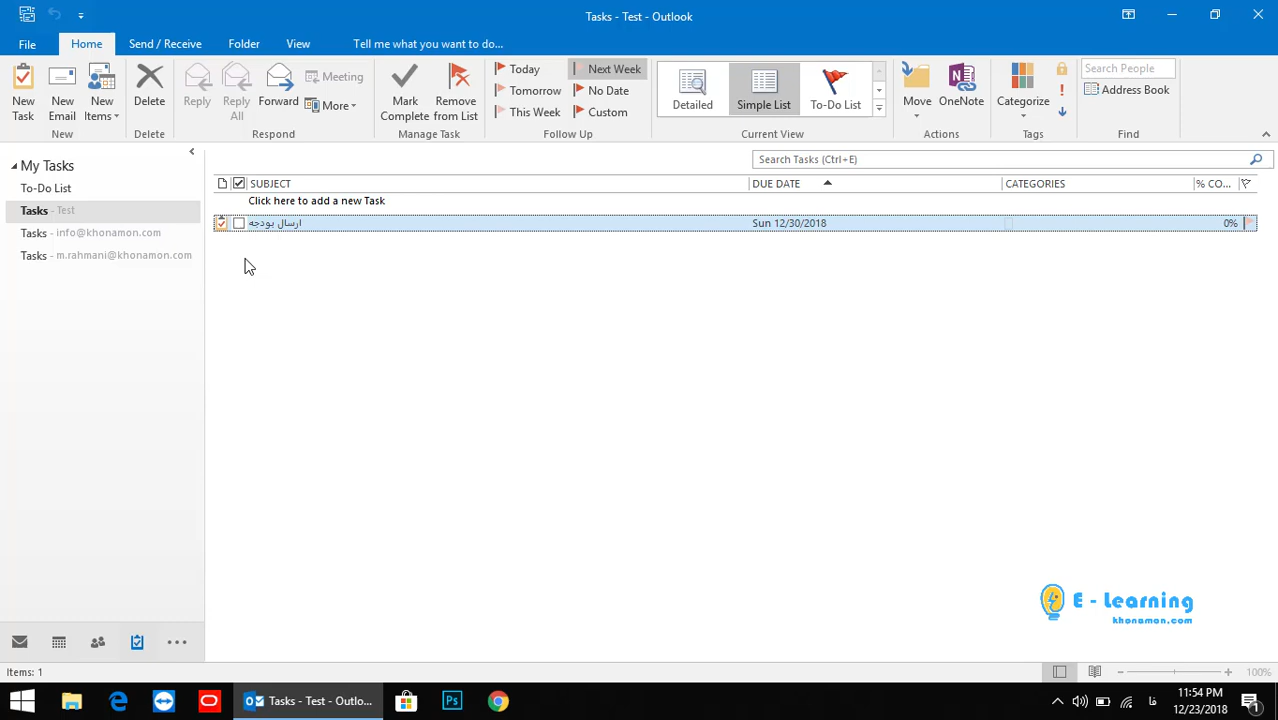 Tasks - Test - Outlook
File
Home
Send / Receive
Folder
View
Tell me what you want to do...
New Task
New Email
New Items
New
Delete
Delete
Reply
Reply All
Forward
Meeting
More
Respond
Mark Complete
Remove from List
Manage Task
Today
Tomorrow
This Week
Next Week
No Date
Custom
Follow Up
Detailed
Simple List
To-Do List
Current View
Move
OneNote
Actions
Categorize
Tags
Search People
Address Book
Find
My Tasks
To-Do List
Tasks - Test
Tasks - info@khonamon.com
Tasks - m.rahmani@khonamon.com
Search Tasks (Ctrl+E)
SUBJECT
DUE DATE
CATEGORIES
% CO...
Click here to add a new Task
ارسال بودجه
Sun 12/30/2018
0%
E - Learning
khonamon.com
Items: 1
100%
Tasks - Test - Outlo...
Ps
فا
11:54 PM
12/23/2018
1